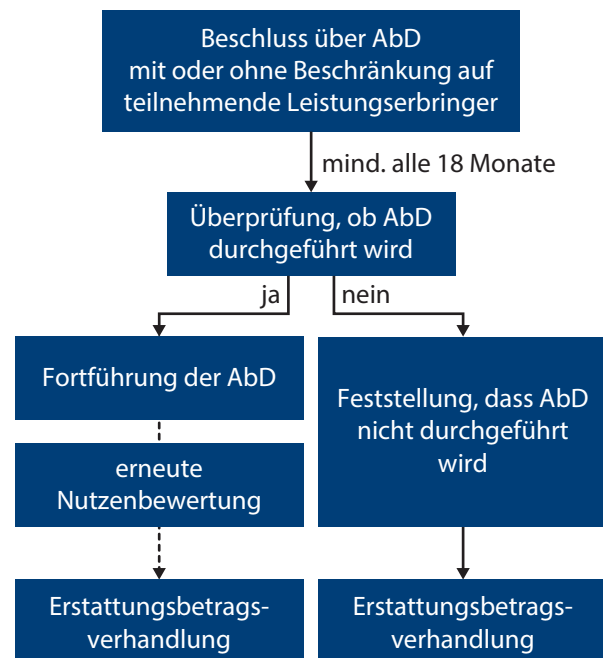 Beschluss über AbD
mit oder ohne Beschränkung auf
teilnehmende Leistungserbringer
mind. alle 18 Monate
Überprüfung, ob AbD
durchgeführt wird
ja
nein
Fortführung der AbD
erneute
Nutzenbewertung
Erstattungsbetrags-
verhandlung
Feststellung, dass AbD
nicht durchgeführt
wird
Erstattungsbetrags-
verhandlung